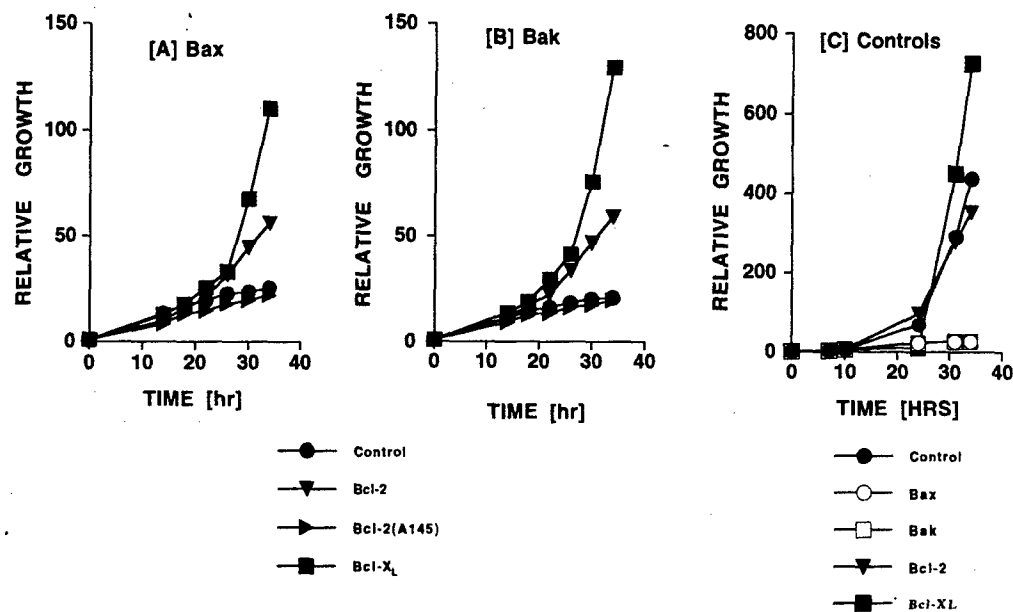 [A] Bax
RELATIVE GROWTH
150
100
50
0
0 10 20 30 40
TIME [hr]
[B] Bak
RELATIVE GROWTH
150
100
50
0
0 10 20 30 40
TIME [hr]
Control
Bcl-2
Bcl-2(A145)
Bcl-XL
[C] Controls
RELATIVE GROWTH
800
600
400
200
0
0 10 20 30 40
TIME [HRS]
Control
Bax
Bak
Bcl-2
Bcl-XL